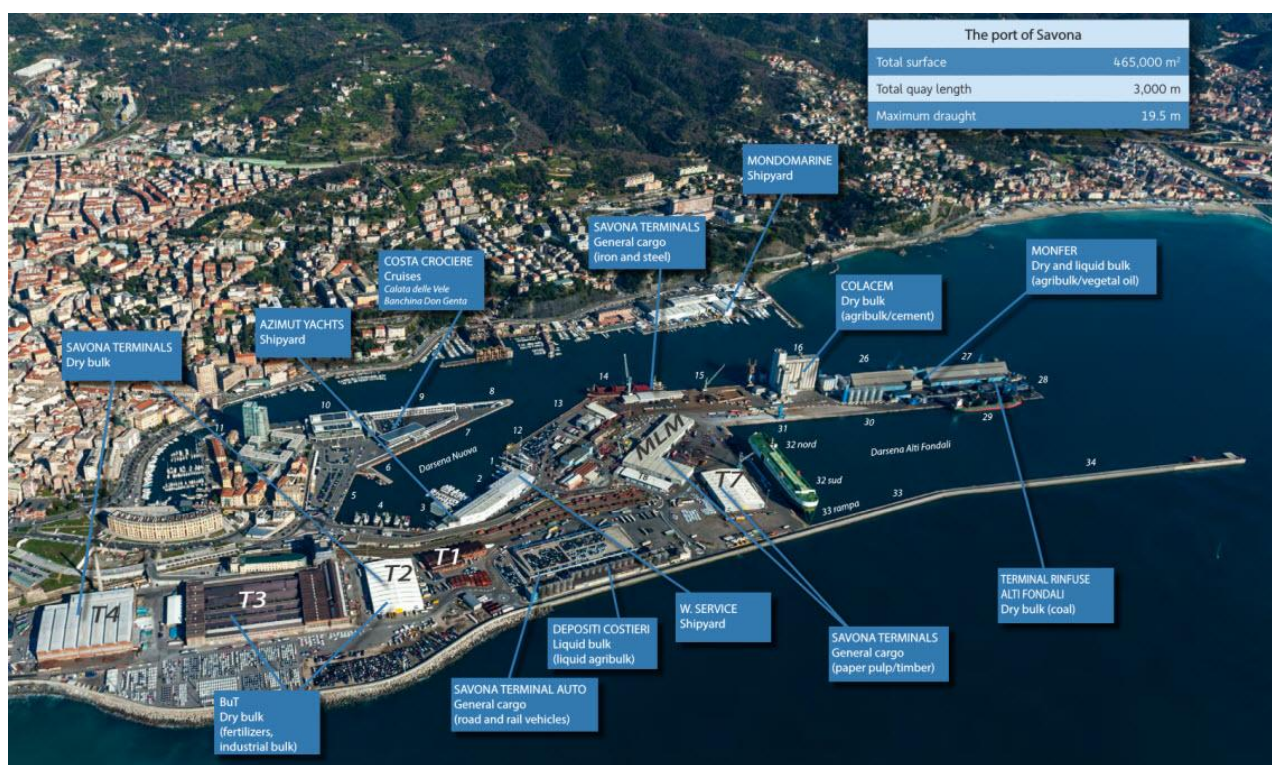 The port of Savona
Total surface 465,000 m²
Total quay length 3,000 m
Maximum draught 19.5 m
MONDOMARINE
Shipyard
SAVONA TERMINALS
General cargo
(iron and steel)
MONFER
Dry and liquid bulk
(agribulk/vegetal oil)
COSTA CROCIERE
Cruises
Calata delle Vele
Banchina Don Genta
COLACEM
Dry bulk
(agribulk/cement)
AZIMUT YACHTS
Shipyard
SAVONA TERMINALS
Dry bulk
16
26
27
28
14
15
8
9
10
13
7
31
30
29
11
12
32 nord
Darsena Alti Fondali
MLM
Darsena Nuova
6
1
2
34
18
T7
32 sud
5
4
3
33
33 rampa
T1
T2
T3
T4
TERMINAL RINFUSE
ALTI FONDALI
Dry bulk (coal)
W. SERVICE
Shipyard
DEPOSITI COSTIERI
Liquid bulk
(liquid agribulk)
SAVONA TERMINALS
General cargo
(paper pulp/timber)
SAVONA TERMINAL AUTO
General cargo
(road and rail vehicles)
BuT
Dry bulk
(fertilizers,
industrial bulk)